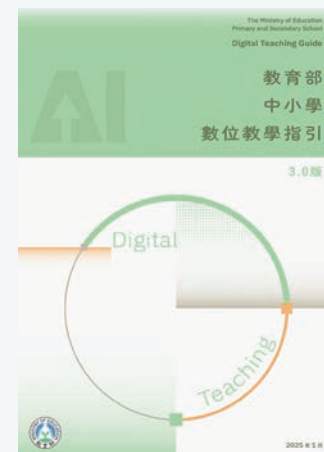 The Ministry of Education
Primary and Secondary School
Digital Teaching Guide
AI
教育部
中小學
數位教學指引
3.0版
Digital
Teaching